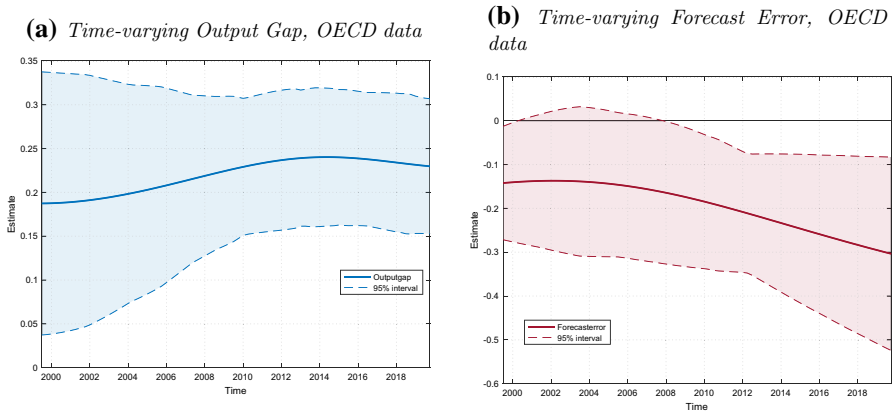 (a) Time-varying Output Gap, OECD data
0.35
0.3
0.25
0.2
0.15
0.1
0.05
0
Estimate
2000 2002 2004 2006 2008 2010 2012 2014 2016 2018
Time
Outputgap
95% interval
(b) Time-varying Forecast Error, OECD
data
0.1
0
-0.1
-0.2
-0.3
-0.4
-0.5
-0.6
Estimate
2000 2002 2004 2006 2008 2010 2012 2014 2016 2018
Time
Forecasterror
95% interval